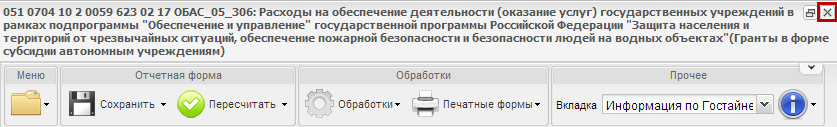 051 0704 10 2 0059 623 02 17 ОБАС_05_306: Расходы на обеспечение деятельности (оказание услуг) государственных учреждений в
рамках подпрограммы "Обеспечение и управление" государственной программы Российской Федерации "Защита населения и
территорий от чрезвычайных ситуаций, обеспечение пожарной безопасности и безопасности людей на водных объектах"(Гранты в форме
субсидии автономным учреждениям)
Меню Отчетная форма Обработки Прочее
Сохранить Пересчитать Обработки Печатные формы Вкладка Информация по Гостайне